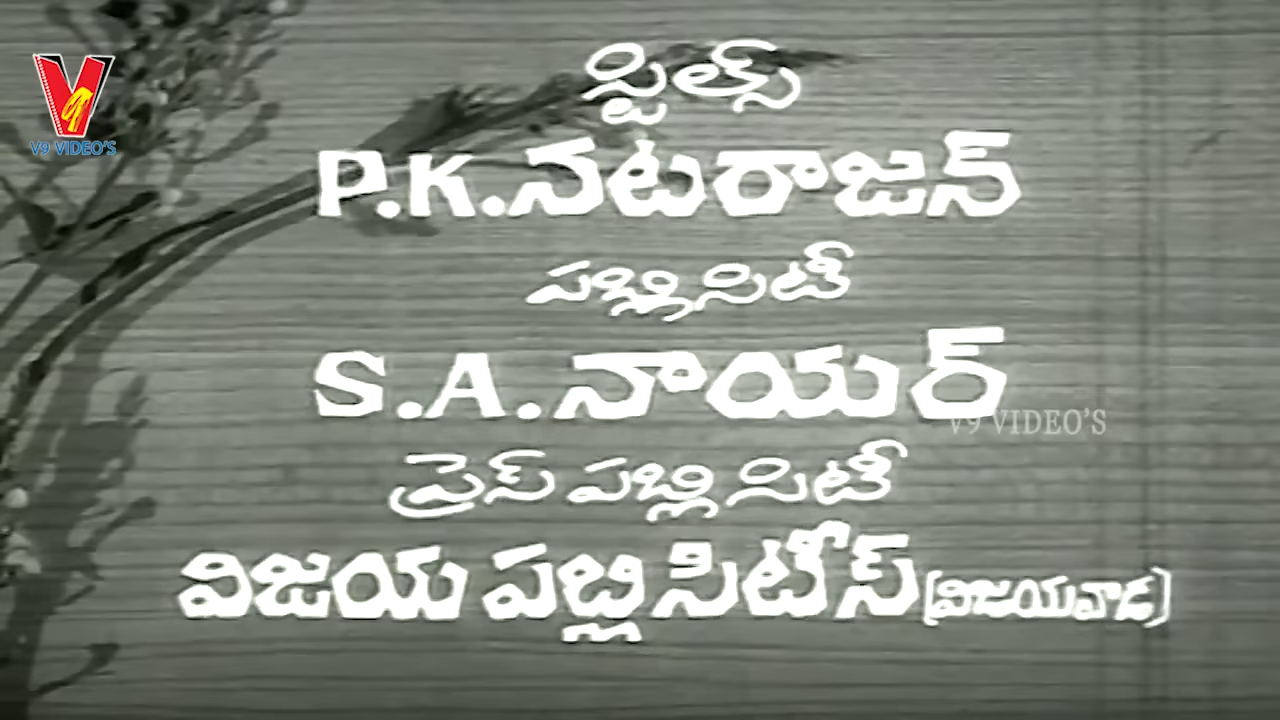 స్టిల్స్
P.K.నటరాజన్
పబ్లిసిటీ
S.A.నాయర్
ప్రెస్ పబ్లిసిటీ
విజయ పబ్లిసిటీస్ (విజయవాడ)
V9 VIDEO'S
V9 VIDEO'S